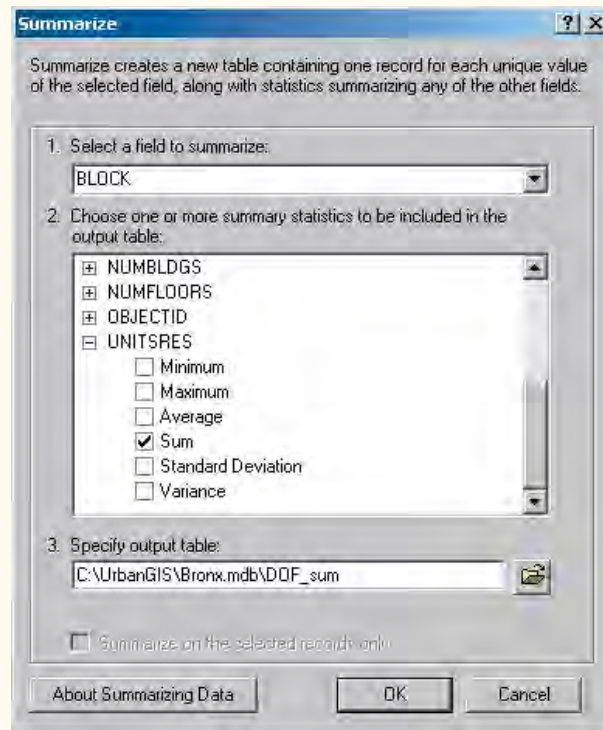 Summarize
Summarize creates a new table containing one record for each unique value
of the selected field, along with statistics summarizing any of the other fields.
1. Select a field to summarize:
BLOCK
2. Choose one or more summary statistics to be included in the
output table:
NUMBLDGS
NUMFLOORS
OBJECTID
UNITSRES
Minimum
Maximum
Average
Sum
Standard Deviation
Variance
3. Specify output table:
C:\UrbanGIS\Bronx.mdb\DOF_sum
Summarize on the selected records only
About Summarizing Data
OK
Cancel